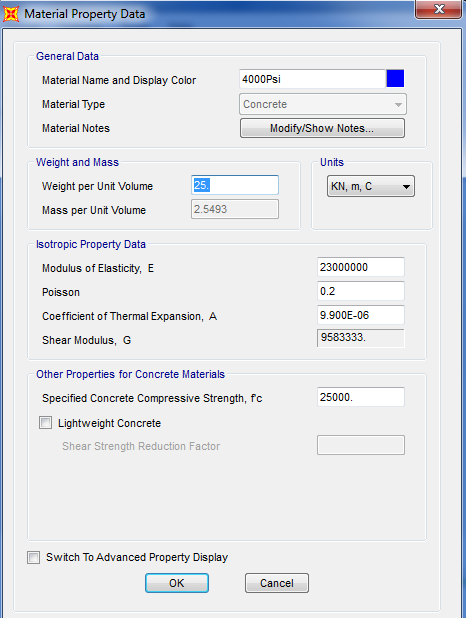 Material Property Data
General Data
Material Name and Display Color 4000Psi
Material Type Concrete
Material Notes Modify/Show Notes...
Weight and Mass
Weight per Unit Volume 25.
Mass per Unit Volume 2.5493
Units
KN, m, C
Isotropic Property Data
Modulus of Elasticity, E 23000000
Poisson 0.2
Coefficient of Thermal Expansion, A 9.900E-06
Shear Modulus, G 9583333.
Other Properties for Concrete Materials
Specified Concrete Compressive Strength, f'c 25000.
Lightweight Concrete
Shear Strength Reduction Factor
Switch To Advanced Property Display
OK Cancel